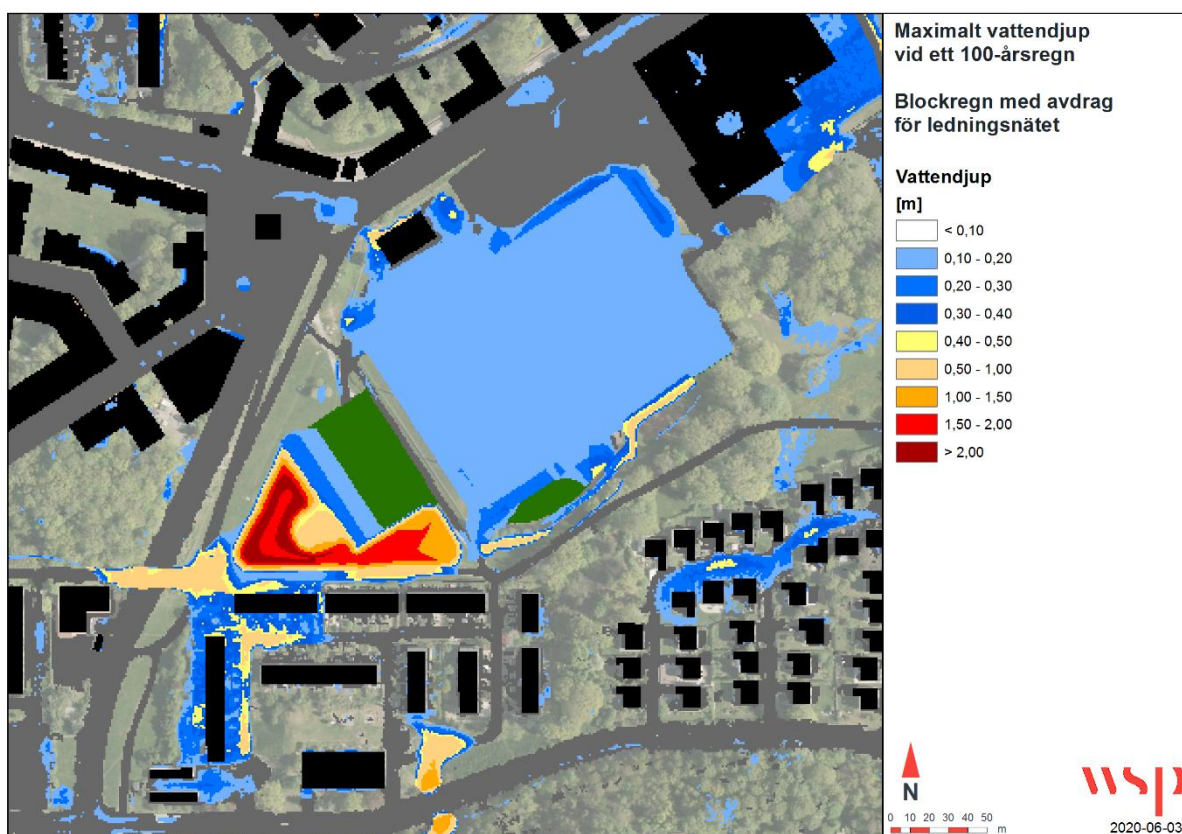 Maximalt vattendjup
vid ett 100-årsregn
Blockregn med avdrag
för ledningsnätet
Vattendjup
[m]
< 0,10
0,10 - 0,20
0,20 - 0,30
0,30 - 0,40
0,40 - 0,50
0,50 - 1,00
1,00 - 1,50
1,50 - 2,00
> 2,00
N
0 10 20 30 40 50
m
wsp
2020-06-03